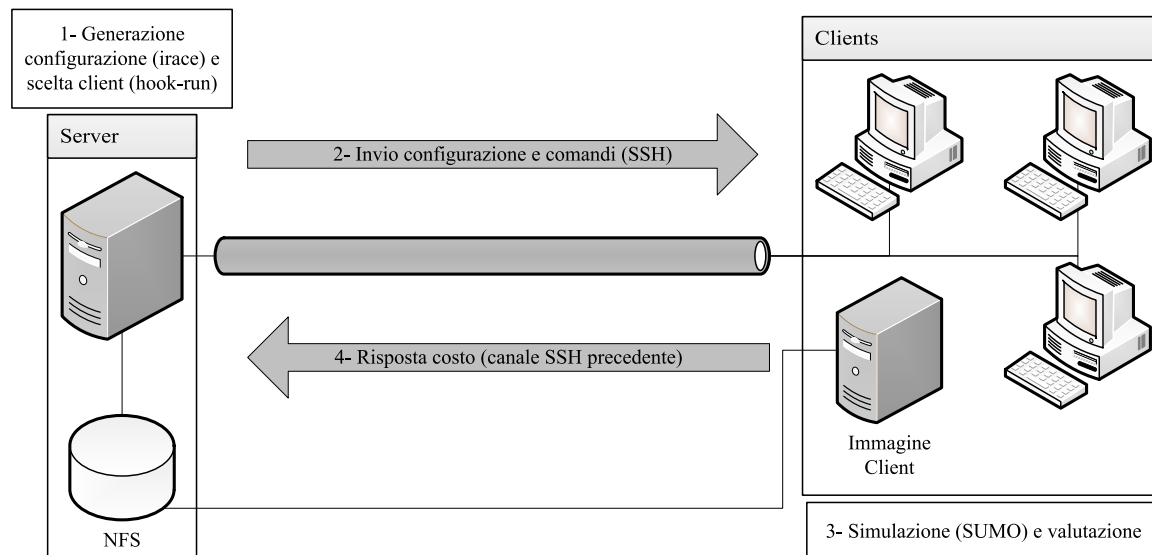 1- Generazione
configurazione (irace) e
scelta client (hook-run)
Clients
Server
2- Invio configurazione e comandi (SSH)
4- Risposta costo (canale SSH precedente)
Immagine
Client
NFS
3- Simulazione (SUMO) e valutazione